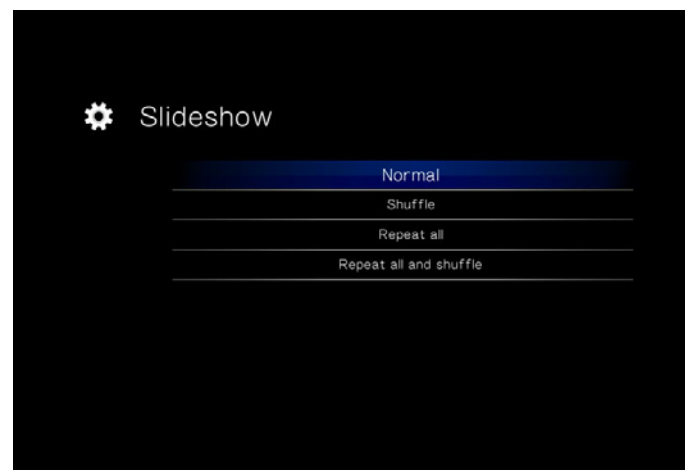 Slideshow
Normal
Shuffle
Repeat all
Repeat all and shuffle